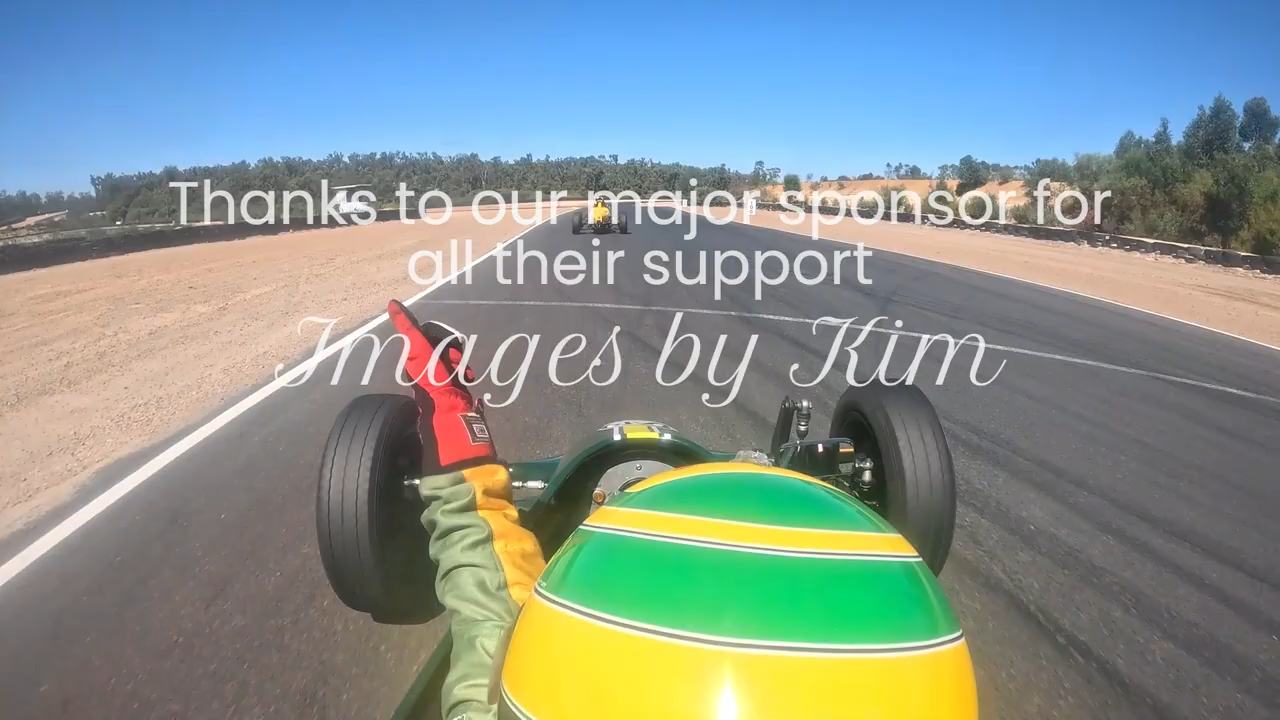 Thanks to our major sponsor for
all their support
Images by Kim